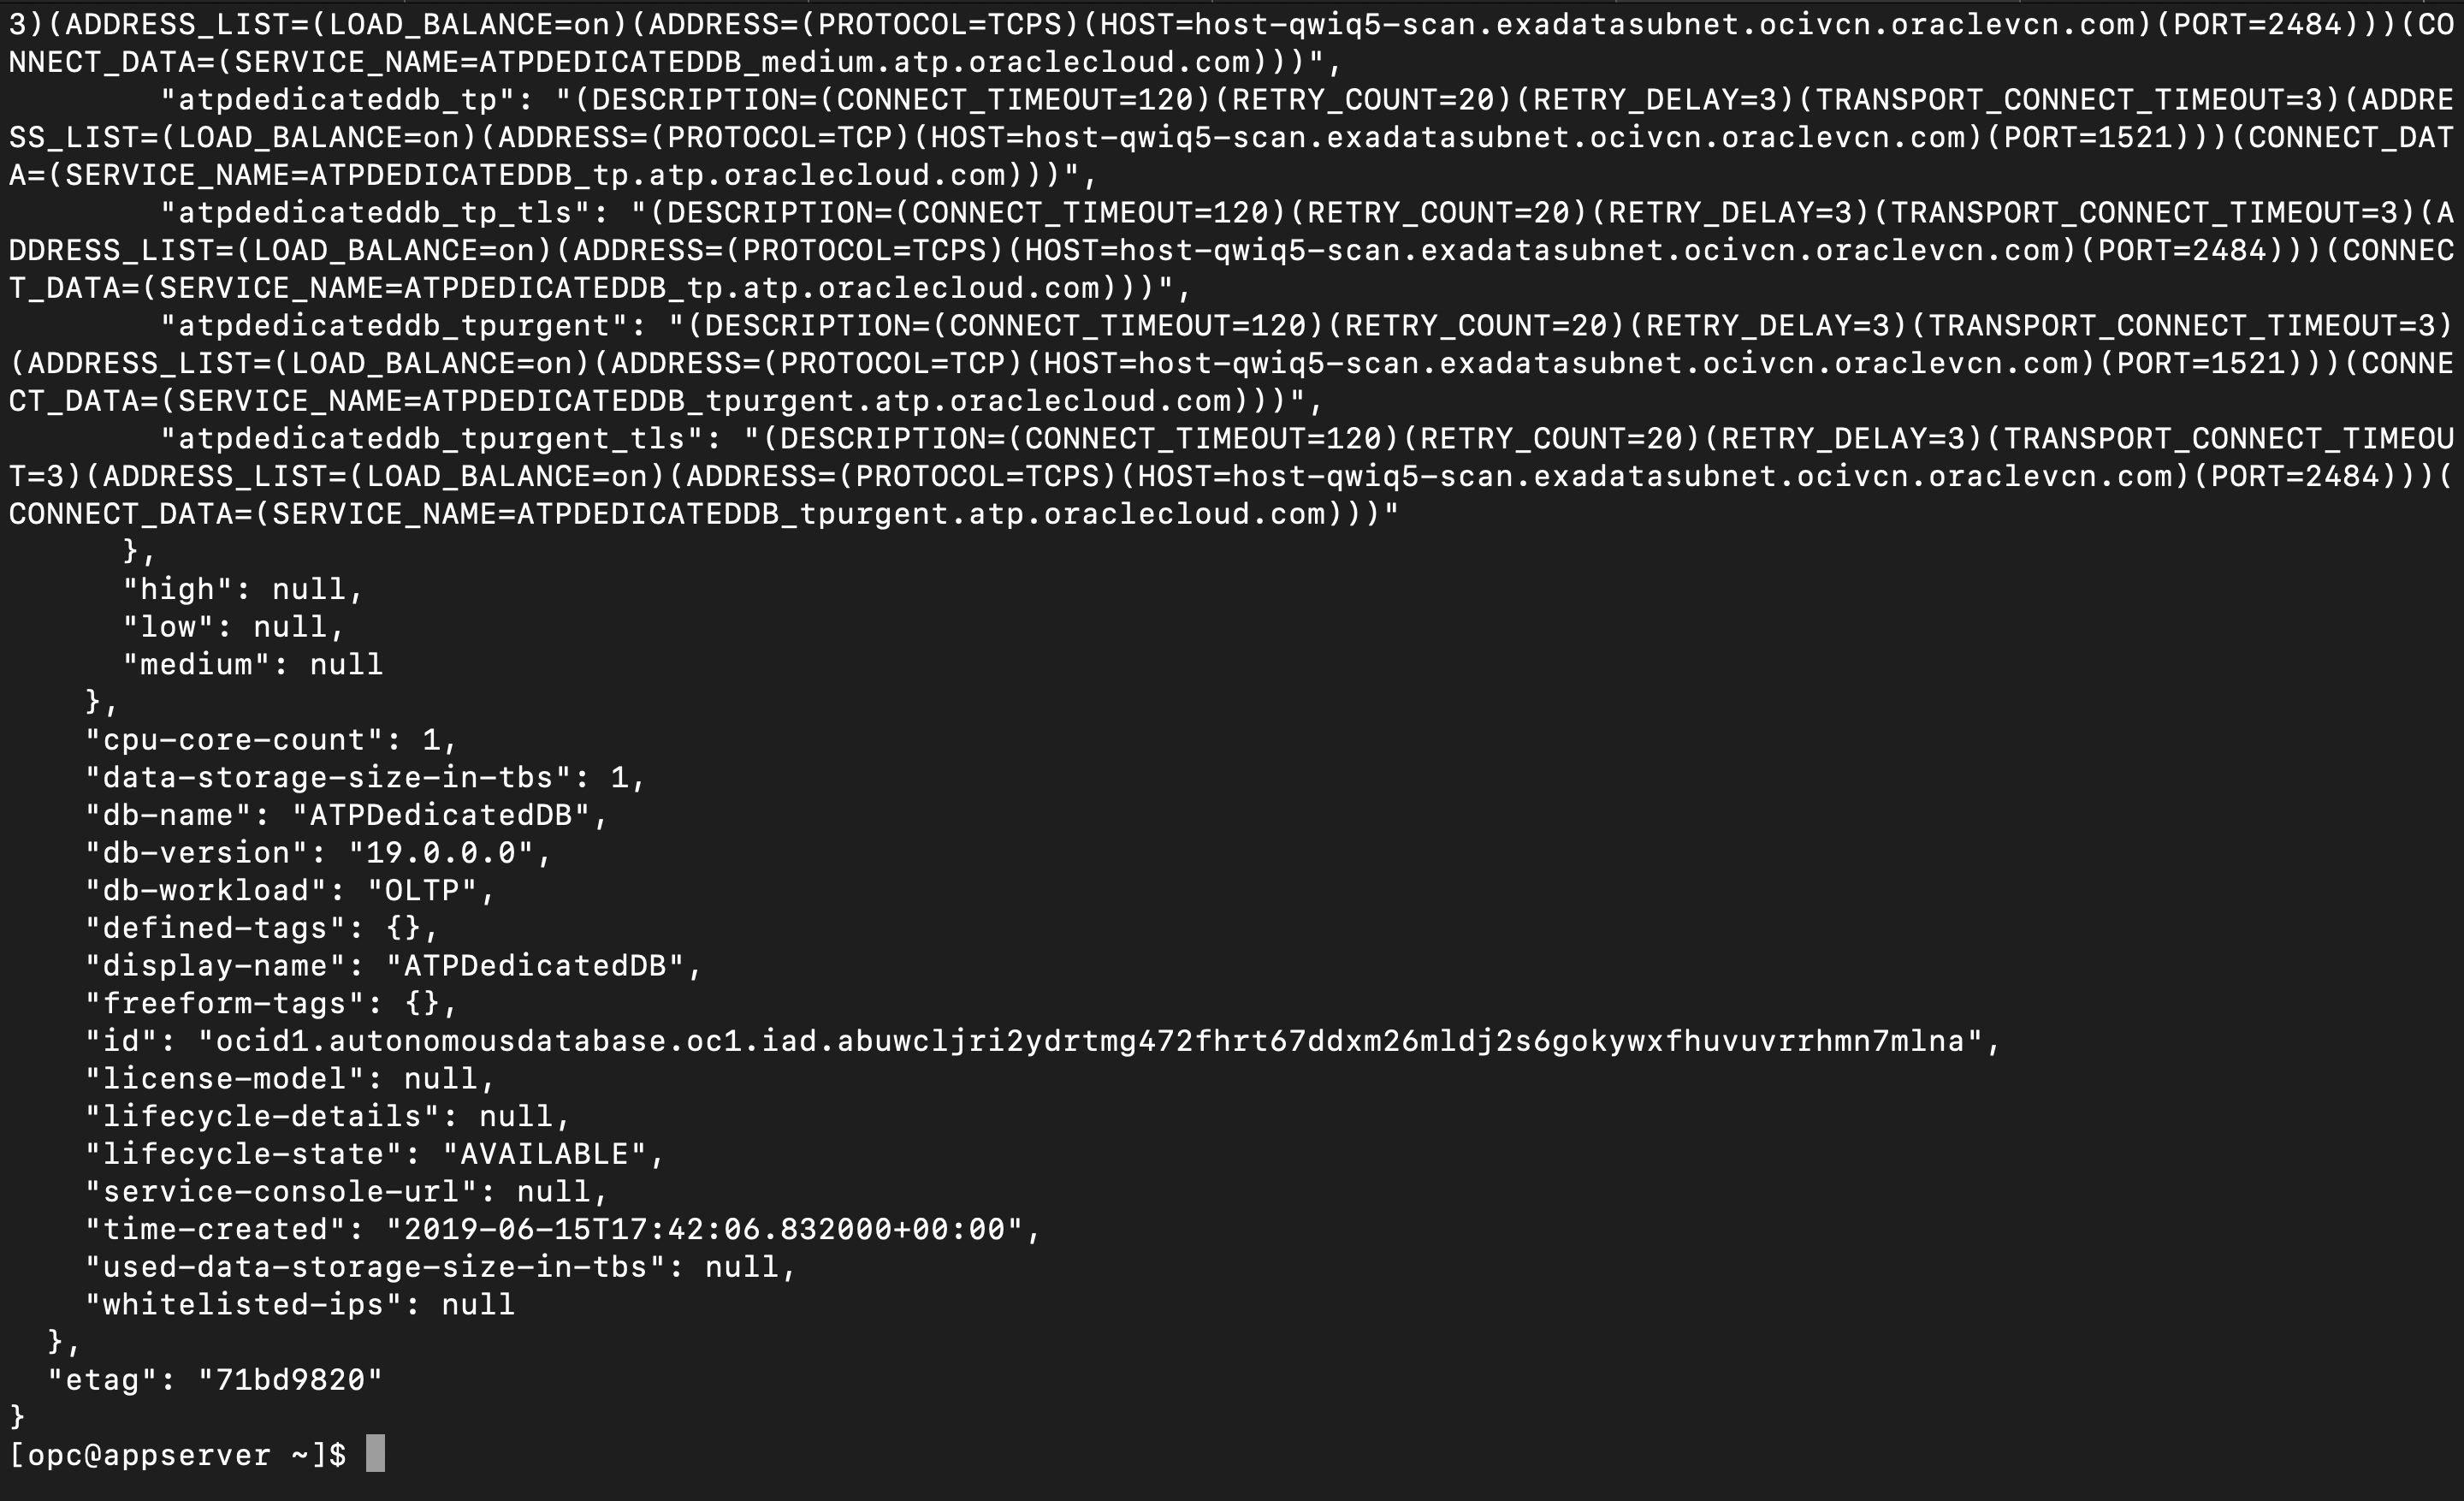 3)(ADDRESS_LIST=(LOAD_BALANCE=on)(ADDRESS=(PROTOCOL=TCPS)(HOST=host-qwiq5-scan.exadatasubnet.ocivcn.oraclevcn.com)(PORT=2484)))(CO
NNECT_DATA=(SERVICE_NAME=ATPDEDICATEDDB_medium.atp.oraclecloud.com)))",
        "atpdedicateddb_tp": "(DESCRIPTION=(CONNECT_TIMEOUT=120)(RETRY_COUNT=20)(RETRY_DELAY=3)(TRANSPORT_CONNECT_TIMEOUT=3)(ADDRE
SS_LIST=(LOAD_BALANCE=on)(ADDRESS=(PROTOCOL=TCP)(HOST=host-qwiq5-scan.exadatasubnet.ocivcn.oraclevcn.com)(PORT=1521)))(CONNECT_DAT
A=(SERVICE_NAME=ATPDEDICATEDDB_tp.atp.oraclecloud.com)))",
        "atpdedicateddb_tp_tls": "(DESCRIPTION=(CONNECT_TIMEOUT=120)(RETRY_COUNT=20)(RETRY_DELAY=3)(TRANSPORT_CONNECT_TIMEOUT=3)(A
DDRESS_LIST=(LOAD_BALANCE=on)(ADDRESS=(PROTOCOL=TCPS)(HOST=host-qwiq5-scan.exadatasubnet.ocivcn.oraclevcn.com)(PORT=2484)))(CONNEC
T_DATA=(SERVICE_NAME=ATPDEDICATEDDB_tp.atp.oraclecloud.com)))",
        "atpdedicateddb_tpurgent": "(DESCRIPTION=(CONNECT_TIMEOUT=120)(RETRY_COUNT=20)(RETRY_DELAY=3)(TRANSPORT_CONNECT_TIMEOUT=3)
(ADDRESS_LIST=(LOAD_BALANCE=on)(ADDRESS=(PROTOCOL=TCP)(HOST=host-qwiq5-scan.exadatasubnet.ocivcn.oraclevcn.com)(PORT=1521)))(CONNE
CT_DATA=(SERVICE_NAME=ATPDEDICATEDDB_tpurgent.atp.oraclecloud.com)))",
        "atpdedicateddb_tpurgent_tls": "(DESCRIPTION=(CONNECT_TIMEOUT=120)(RETRY_COUNT=20)(RETRY_DELAY=3)(TRANSPORT_CONNECT_TIMEOU
T=3)(ADDRESS_LIST=(LOAD_BALANCE=on)(ADDRESS=(PROTOCOL=TCPS)(HOST=host-qwiq5-scan.exadatasubnet.ocivcn.oraclevcn.com)(PORT=2484)))(
CONNECT_DATA=(SERVICE_NAME=ATPDEDICATEDDB_tpurgent.atp.oraclecloud.com)))"
      },
      "high": null,
      "low": null,
      "medium": null
    },
    "cpu-core-count": 1,
    "data-storage-size-in-tbs": 1,
    "db-name": "ATPDedicatedDB",
    "db-version": "19.0.0.0",
    "db-workload": "OLTP",
    "defined-tags": {},
    "display-name": "ATPDedicatedDB",
    "freeform-tags": {},
    "id": "ocid1.autonomousdatabase.oc1.iad.abuwcljri2ydrtmg472fhrt67ddxm26mldj2s6gokywxfhuvuvrrhmn7mlna",
    "license-model": null,
    "lifecycle-details": null,
    "lifecycle-state": "AVAILABLE",
    "service-console-url": null,
    "time-created": "2019-06-15T17:42:06.832000+00:00",
    "used-data-storage-size-in-tbs": null,
    "whitelisted-ips": null
  },
  "etag": "71bd9820"
}
[opc@appserver ~]$